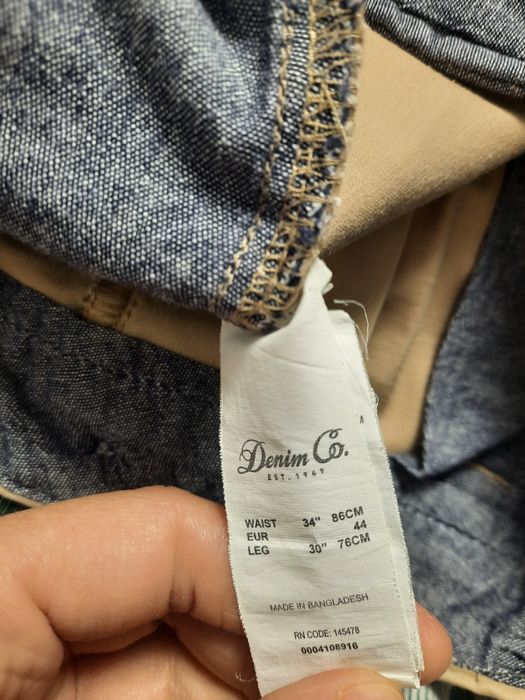 Denim Co.
EST. 1969
WAIST 34" 86CM
EUR 44
LEG 30" 76CM
MADE IN BANGLADESH
RN CODE: 145478
0004108916